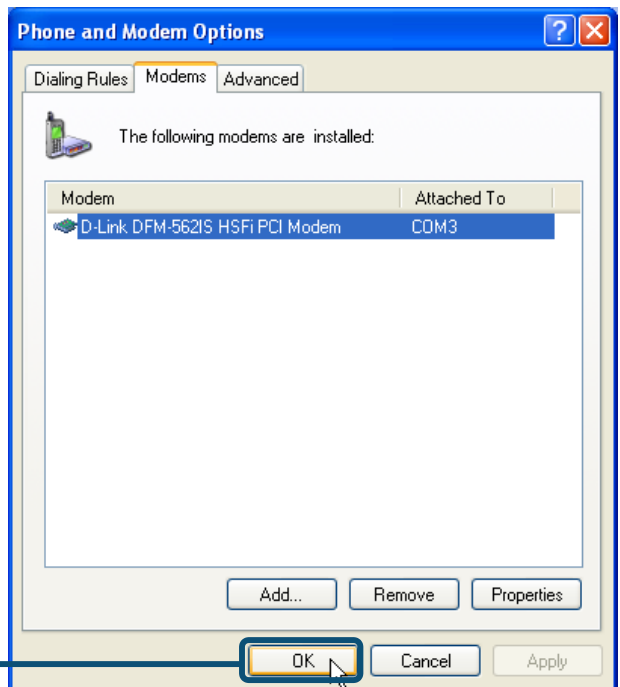 Phone and Modem Options
Dialing Rules Modems Advanced
The following modems are installed:
Modem Attached To
D-Link DFM-562IS HSFi PCI Modem COM3
Add... Remove Properties
OK Cancel Apply